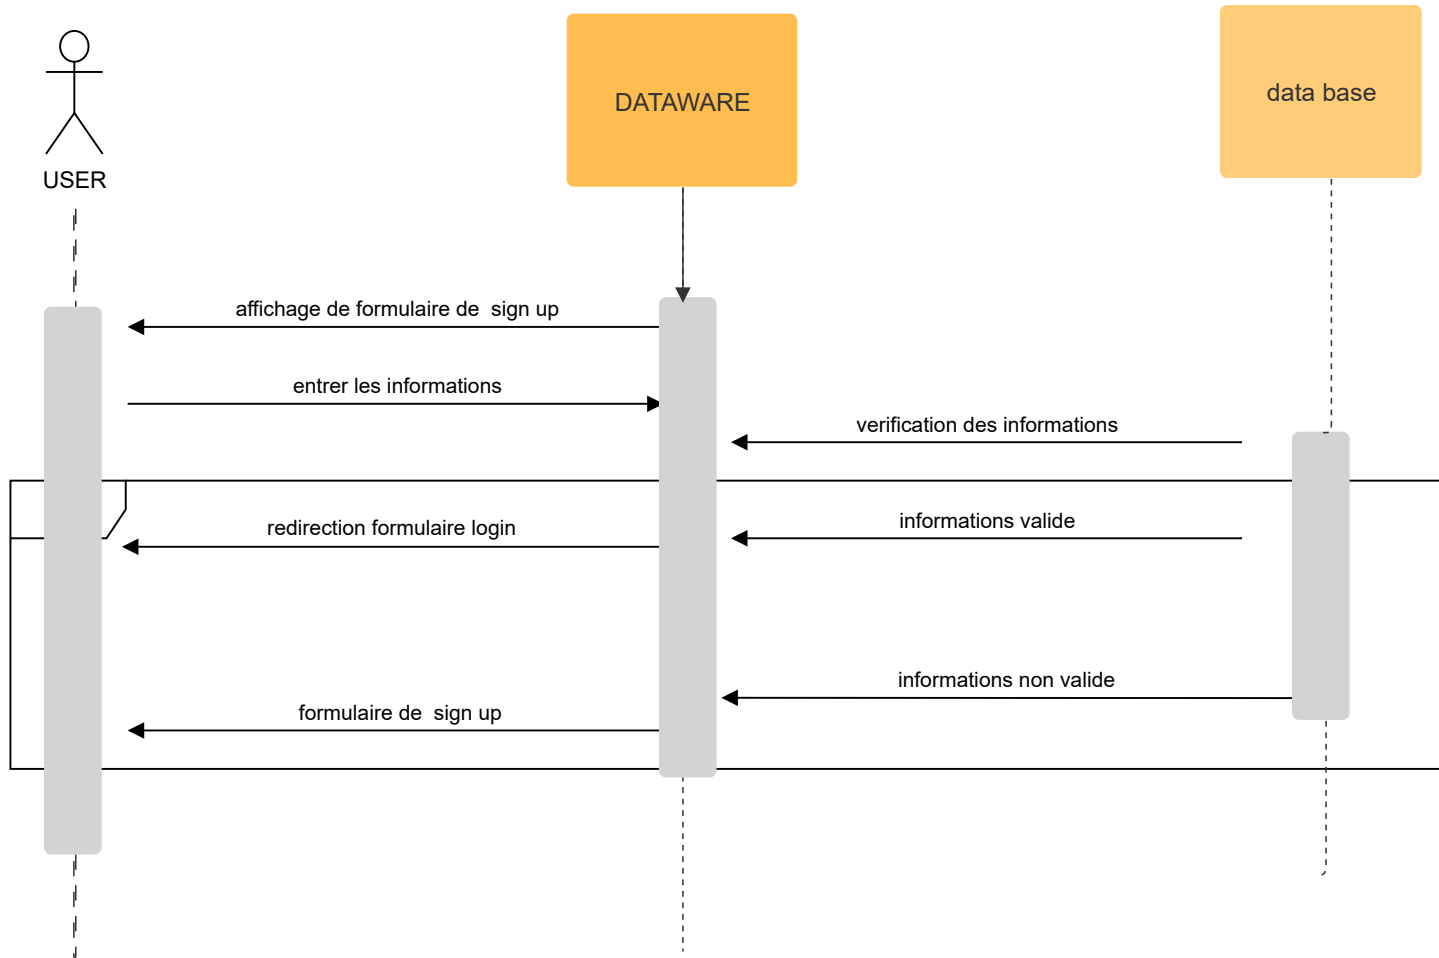 DATAWARE
data base
USER
affichage de formulaire de  sign up
entrer les informations
verification des informations
informations valide
redirection formulaire login
informations non valide
formulaire de  sign up